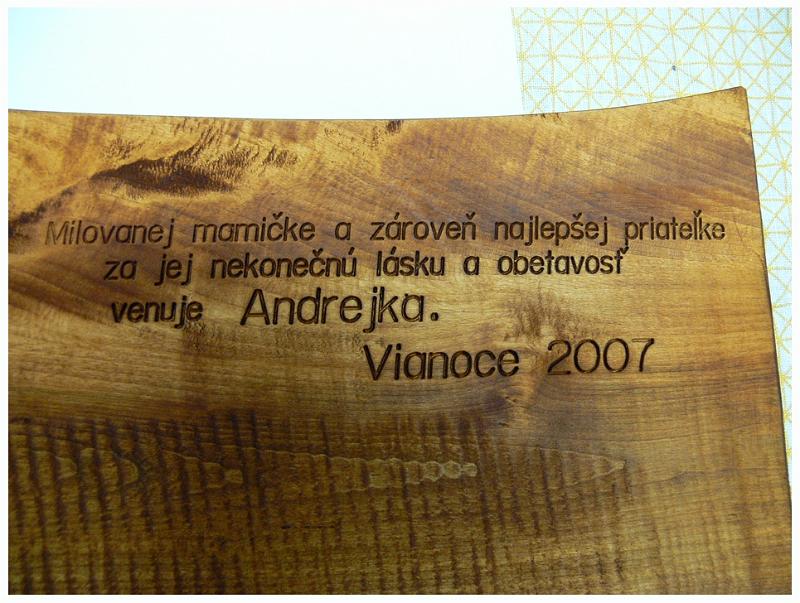 Milovanej mamičke a zároveň najlepšej priateľke
za jej nekonečnú lásku a obetavosť
venuje Andrejka.
Vianoce 2007